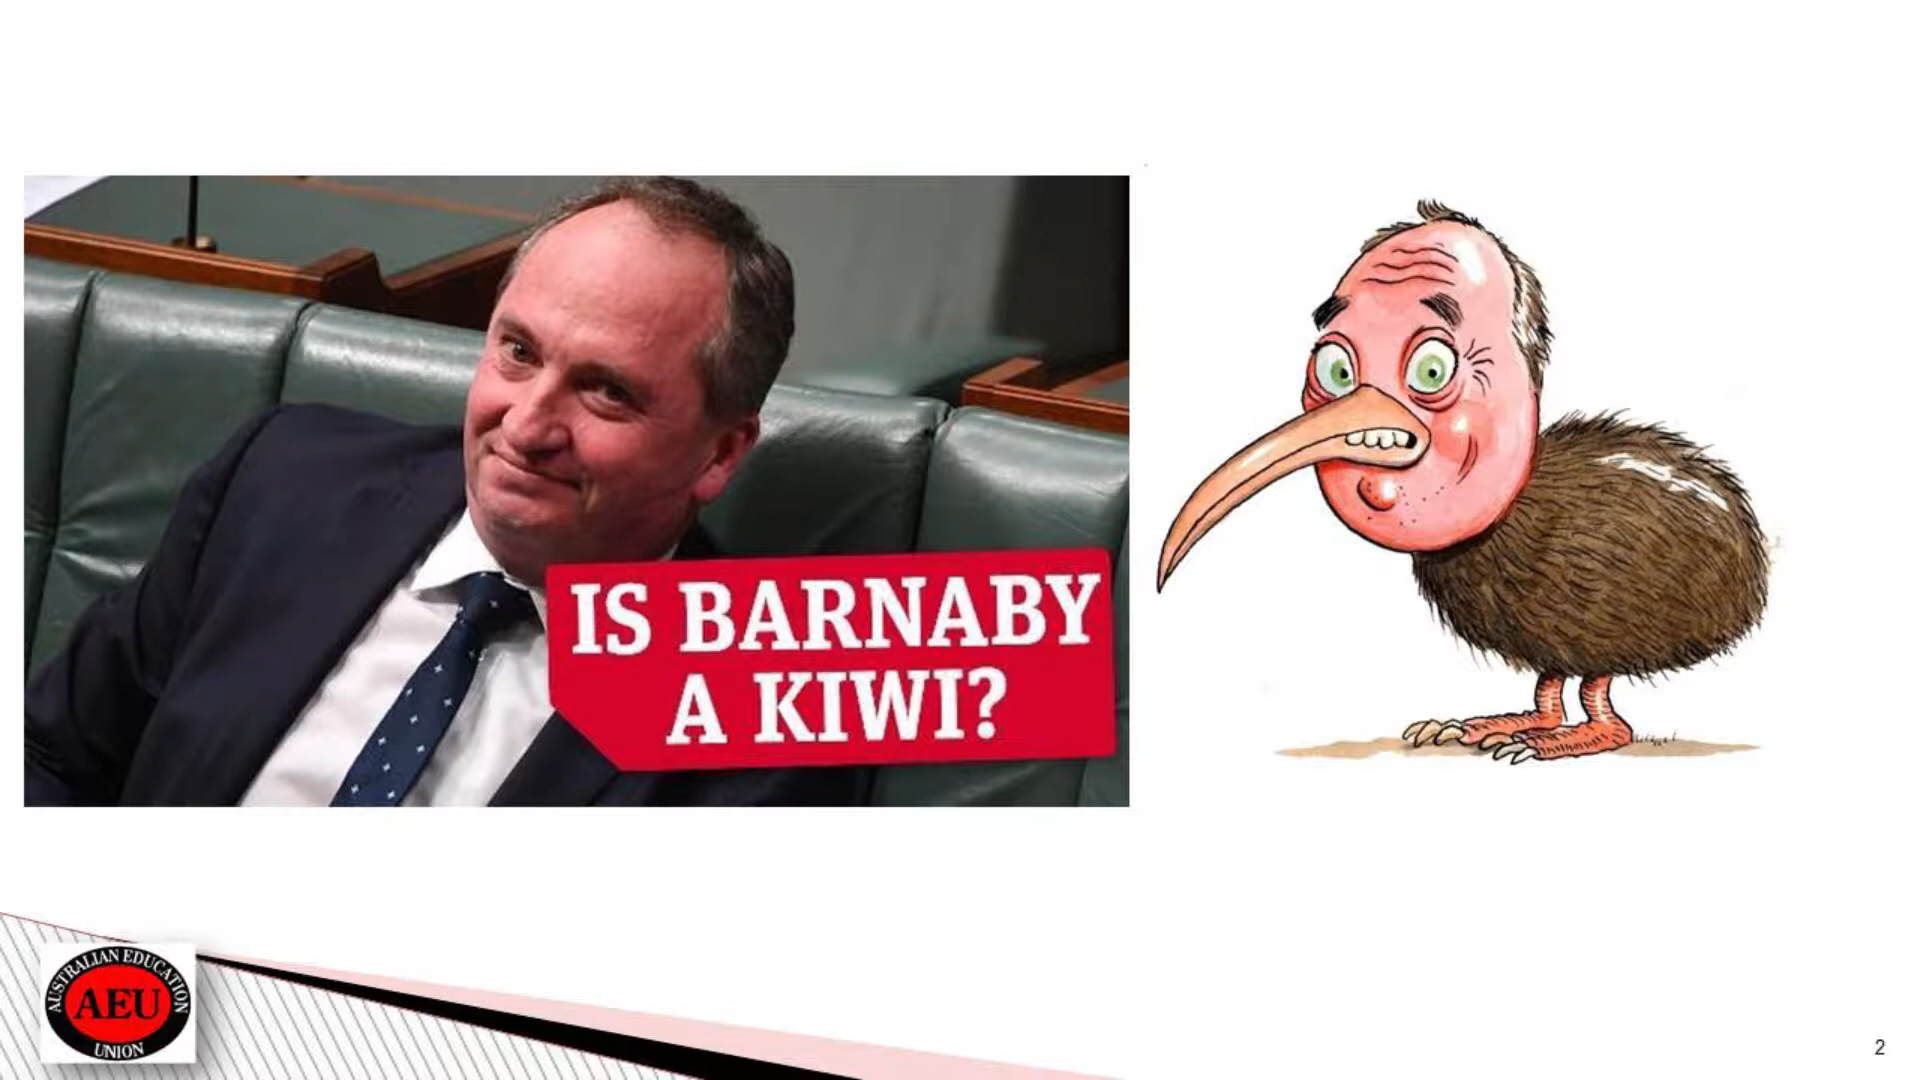 IS BARNABY
A KIWI?
AUSTRALIAN EDUCATION
AEU
UNION
2